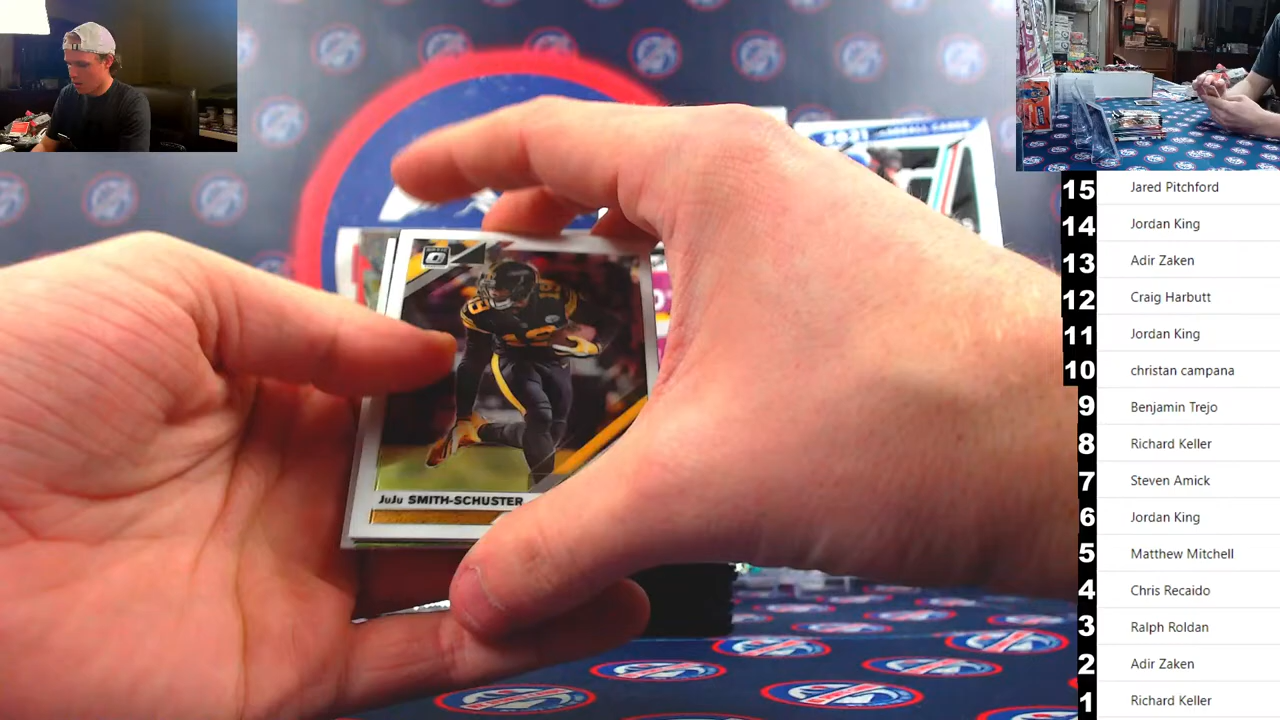 2021
19
19
JuJu SMITH-SCHUSTER
15 Jared Pitchford
14 Jordan King
13 Adir Zaken
12 Craig Harbutt
11 Jordan King
10 christan campana
9 Benjamin Trejo
8 Richard Keller
7 Steven Amick
6 Jordan King
5 Matthew Mitchell
4 Chris Recaido
3 Ralph Roldan
2 Adir Zaken
1 Richard Keller